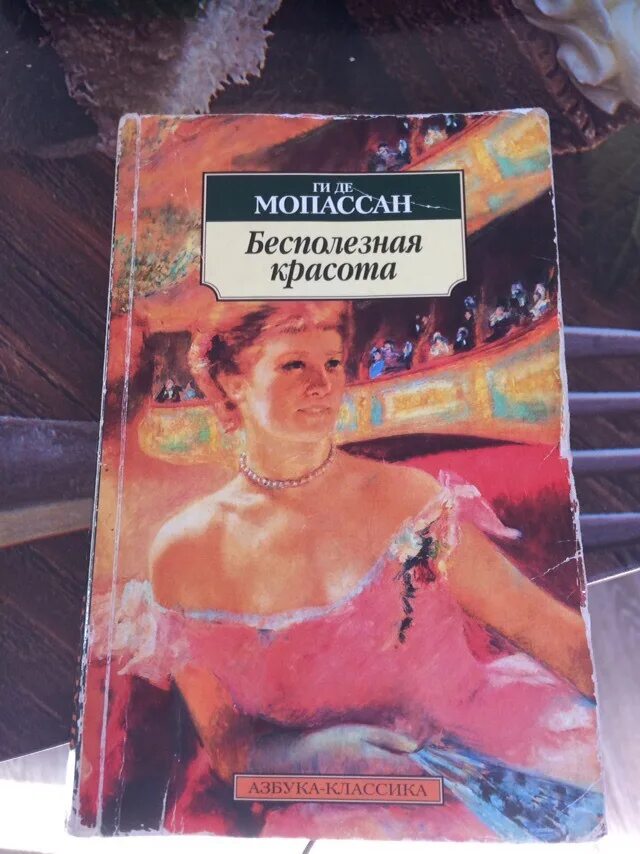 ГИ ДЕ
МОПАССАН
Бесполезная
красота
АЗБУКА-КЛАССИКА